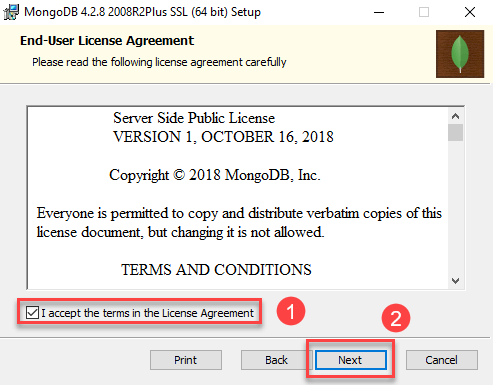 MongoDB 4.2.8 2008R2Plus SSL (64 bit) Setup
End-User License Agreement
Please read the following license agreement carefully
Server Side Public License
VERSION 1, OCTOBER 16, 2018
Copyright © 2018 MongoDB, Inc.
Everyone is permitted to copy and distribute verbatim copies of this
license document, but changing it is not allowed.
TERMS AND CONDITIONS
I accept the terms in the License Agreement
1
2
Print
Back
Next
Cancel